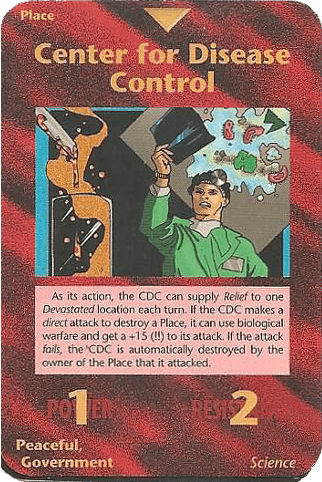 Place
Center for Disease
Control
As its action, the CDC can supply Relief to one
Devastated location each turn. If the CDC makes a
direct attack to destroy a Place, it can use biological
warfare and get a +15 (!!) to its attack. If the attack
fails, the CDC is automatically destroyed by the
owner of the Place that it attacked.
POWER 1 RESISTANCE 2
Peaceful,
Government Science